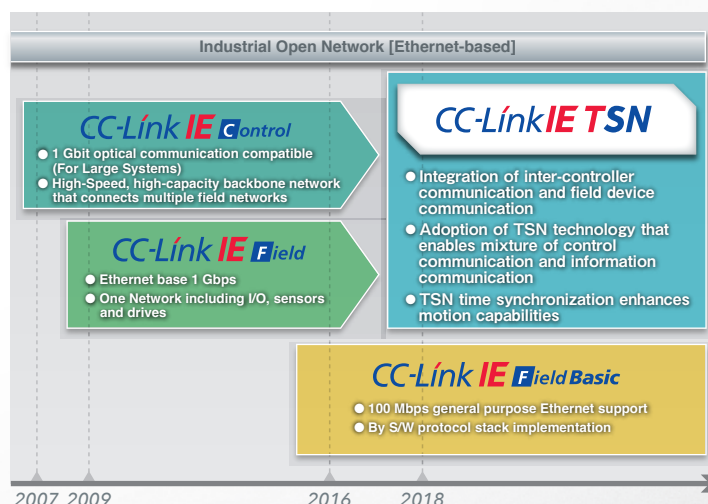 Industrial Open Network [Ethernet-based]
CC-Link IE Control
● 1 Gbit optical communication compatible
(For Large Systems)
● High-Speed, high-capacity backbone network
that connects multiple field networks
CC-Link IE Field
● Ethernet base 1 Gbps
● One Network including I/O, sensors
and drives
CC-Link IE TSN
● Integration of inter-controller
communication and field device
communication
● Adoption of TSN technology that
enables mixture of control
communication and information
communication
● TSN time synchronization enhances
motion capabilities
CC-Link IE Field Basic
● 100 Mbps general purpose Ethernet support
● By S/W protocol stack implementation
2007 2009 2016 2018